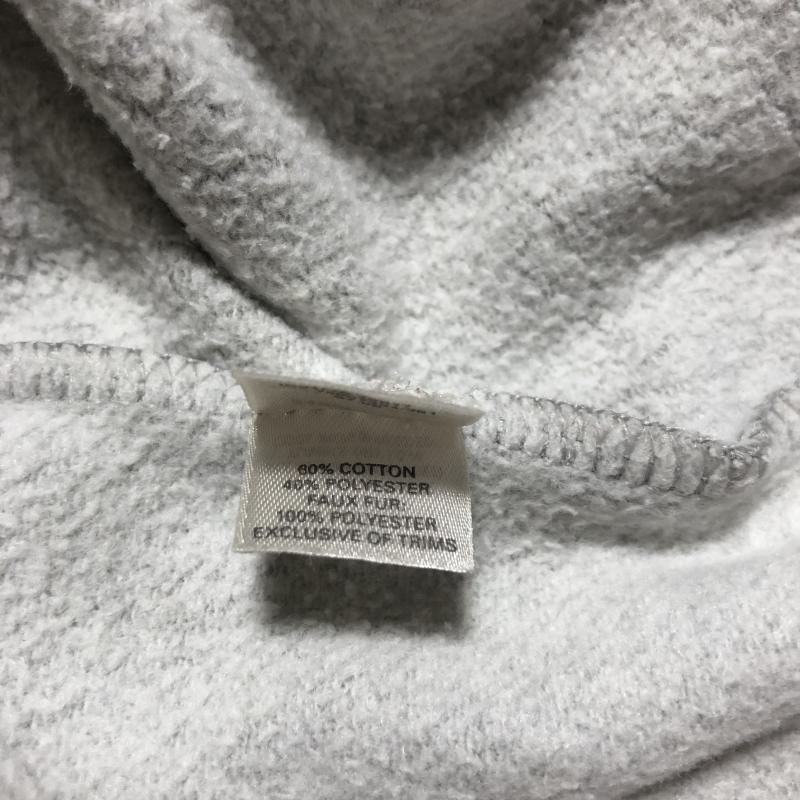 60% COTTON
40% POLYESTER
FAUX FUR:
100% POLYESTER
EXCLUSIVE OF TRIMS